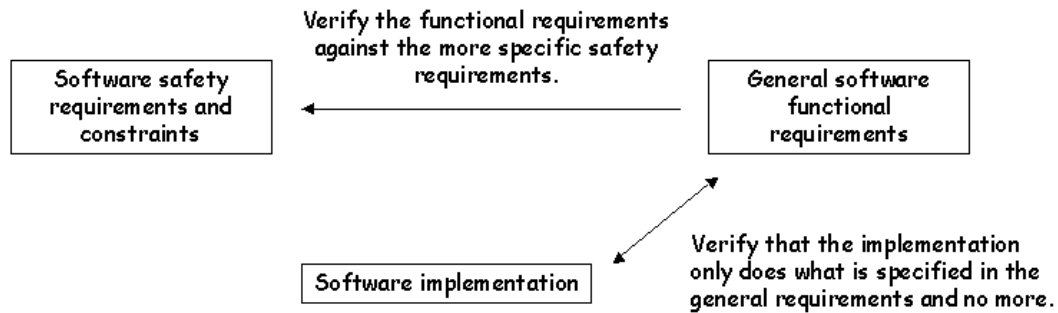 Verify the functional requirements
against the more specific safety
requirements.
Software safety
requirements and
constraints
General software
functional
requirements
Verify that the implementation
only does what is specified in the
general requirements and no more.
Software implementation